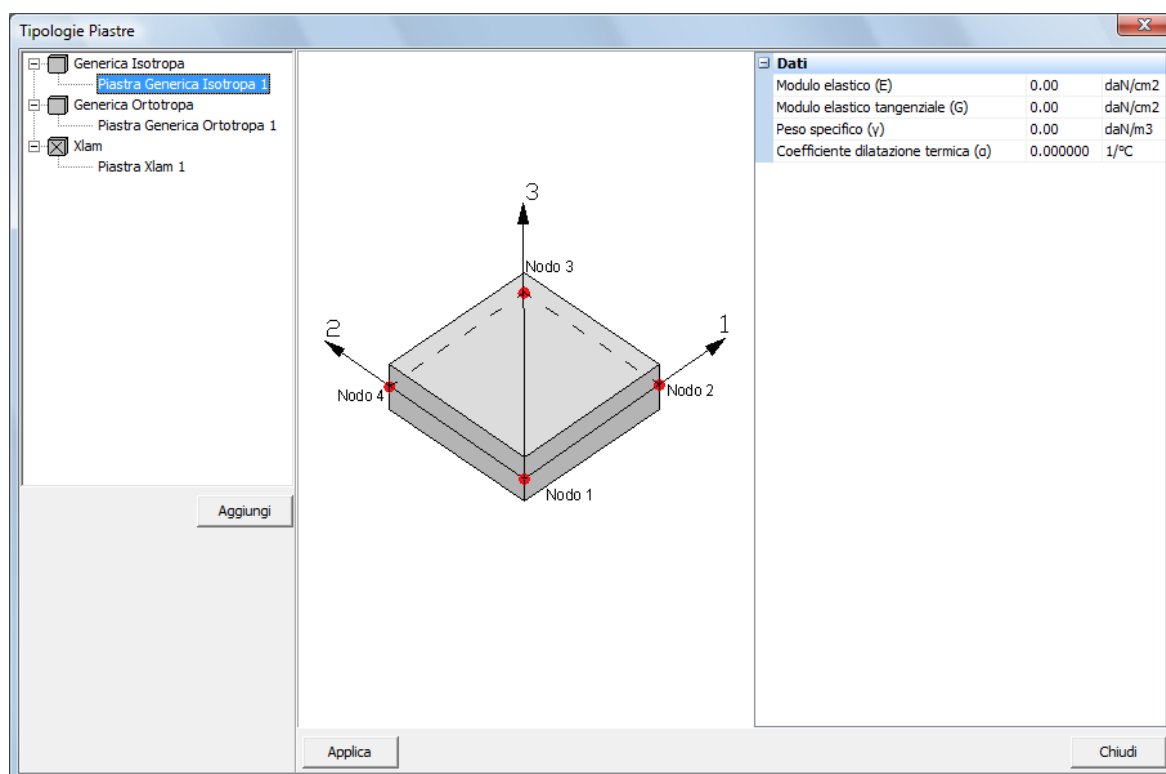 Tipologie Piastre
Generica Isotropa
Piastra Generica Isotropa 1
Generica Ortotropa
Piastra Generica Ortotropa 1
Xlam
Piastra Xlam 1
Aggiungi
3
Nodo 3
2
1
Nodo 4
Nodo 2
Nodo 1
Dati
Modulo elastico (E) 0.00 daN/cm2
Modulo elastico tangenziale (G) 0.00 daN/cm2
Peso specifico (γ) 0.00 daN/m3
Coefficiente dilatazione termica (α) 0.000000 1/°C
Applica
Chiudi